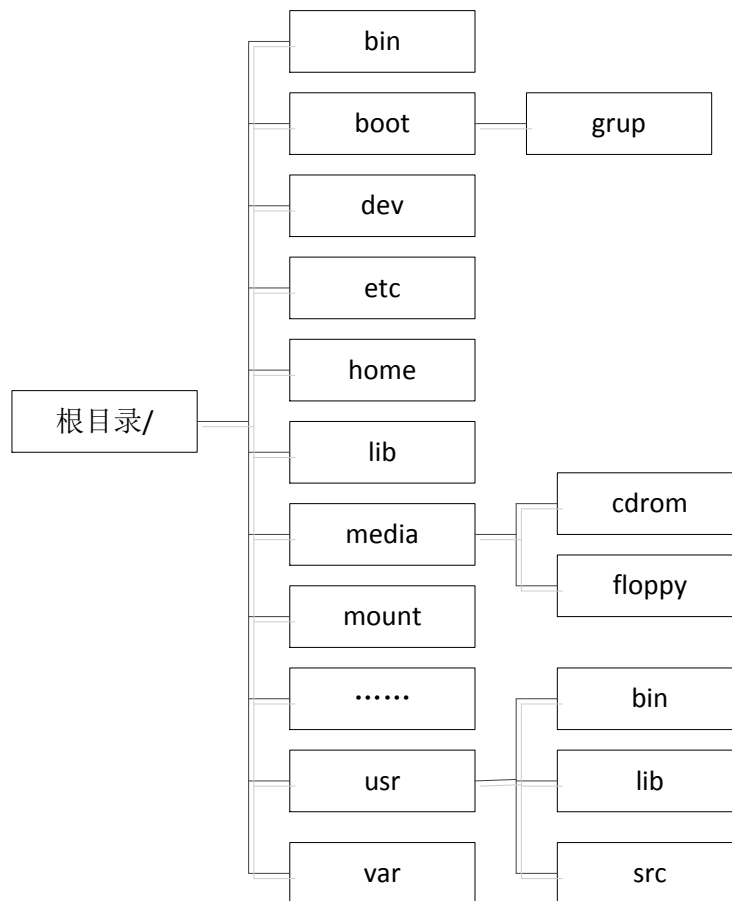 bin
boot
grup
dev
etc
home
根目录/
lib
cdrom
media
floppy
mount
bin
……
usr
lib
var
src